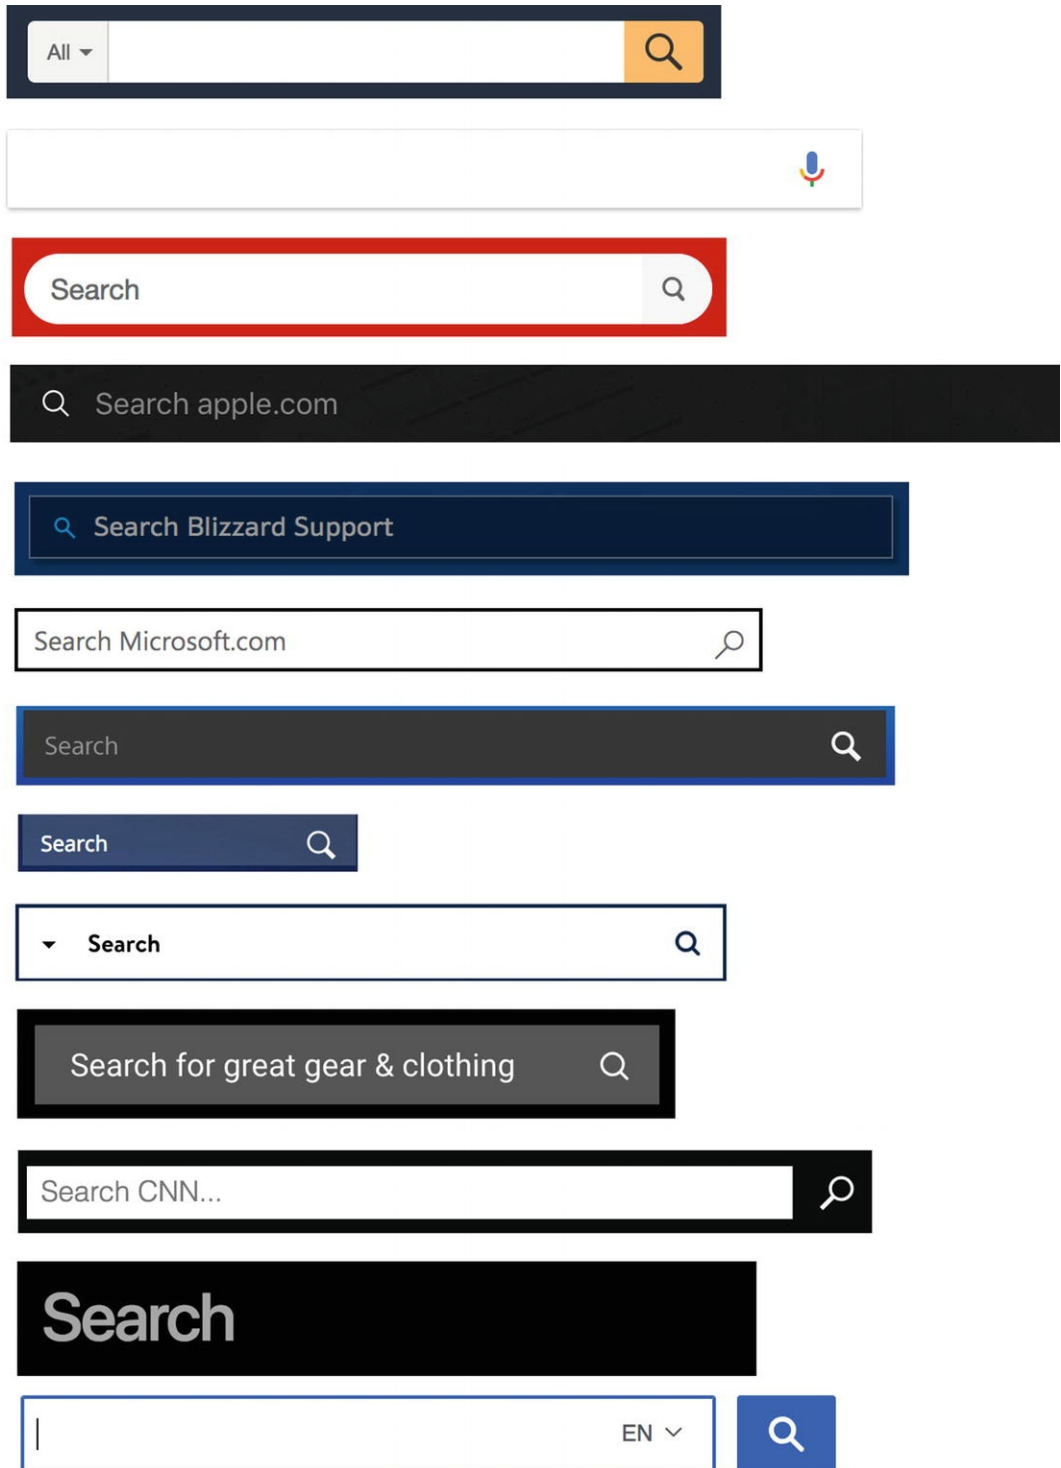 All
Search
Search apple.com
Search Blizzard Support
Search Microsoft.com
Search
Search
Search
Search for great gear & clothing
Search CNN...
Search
EN